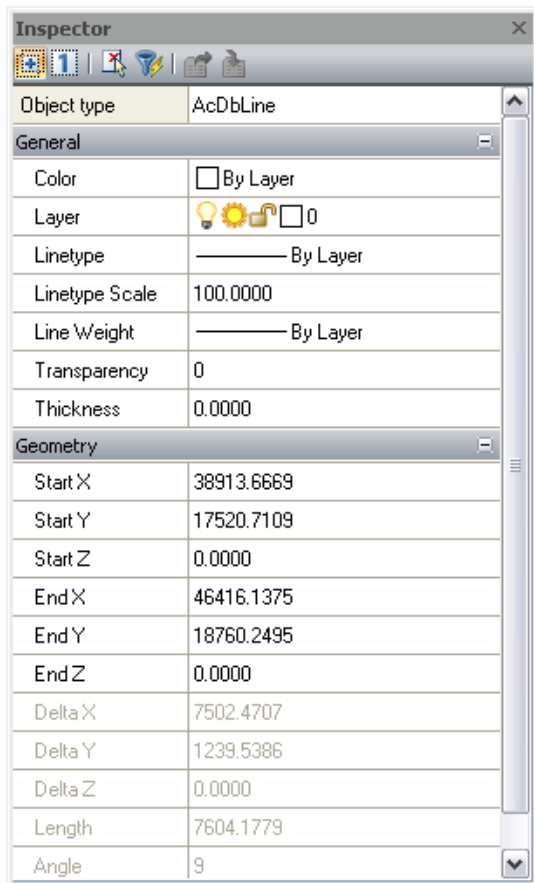 Inspector
1
Object type AcDbLine
General
Color By Layer
Layer 0
Linetype By Layer
Linetype Scale 100.0000
Line Weight By Layer
Transparency 0
Thickness 0.0000
Geometry
Start X 38913.6669
Start Y 17520.7109
Start Z 0.0000
End X 46416.1375
End Y 18760.2495
End Z 0.0000
Delta X 7502.4707
Delta Y 1239.5386
Delta Z 0.0000
Length 7604.1779
Angle 9